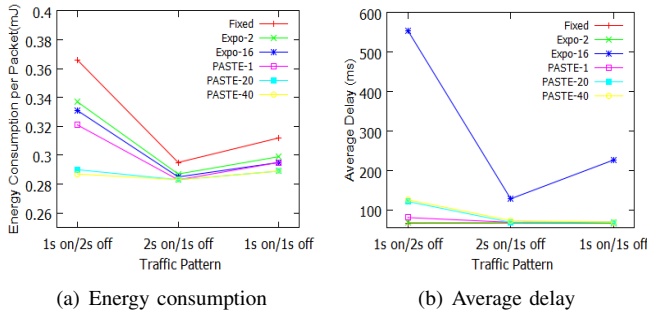 0.4
0.38
0.36
0.34
0.32
0.3
0.28
0.26
Energy Consumption per Packet(mJ)
Fixed
Expo-2
Expo-16
PASTE-1
PASTE-20
PASTE-40
1s on/2s off
2s on/1s off
1s on/1s off
Traffic Pattern
(a) Energy consumption
600
500
400
300
200
100
Average Delay (ms)
Fixed
Expo-2
Expo-16
PASTE-1
PASTE-20
PASTE-40
1s on/2s off
2s on/1s off
1s on/1s off
Traffic Pattern
(b) Average delay